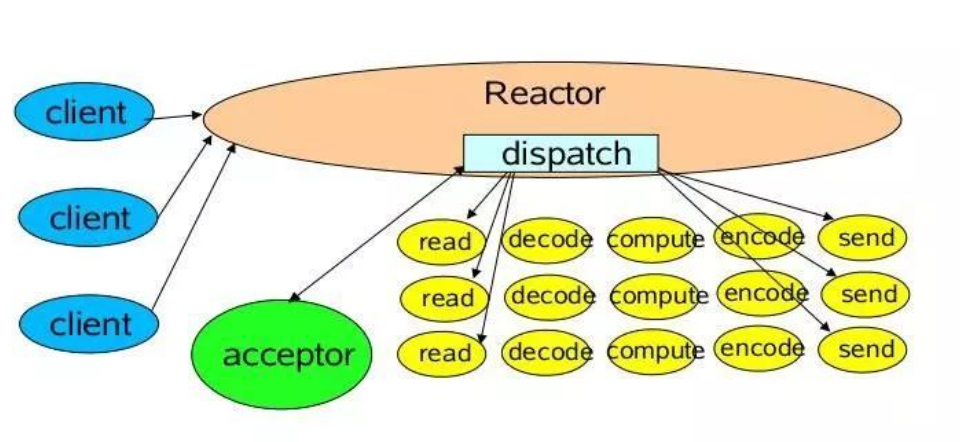 Reactor
client
dispatch
client
read decode compute encode send
read decode compute encode send
client
acceptor
read decode compute encode send